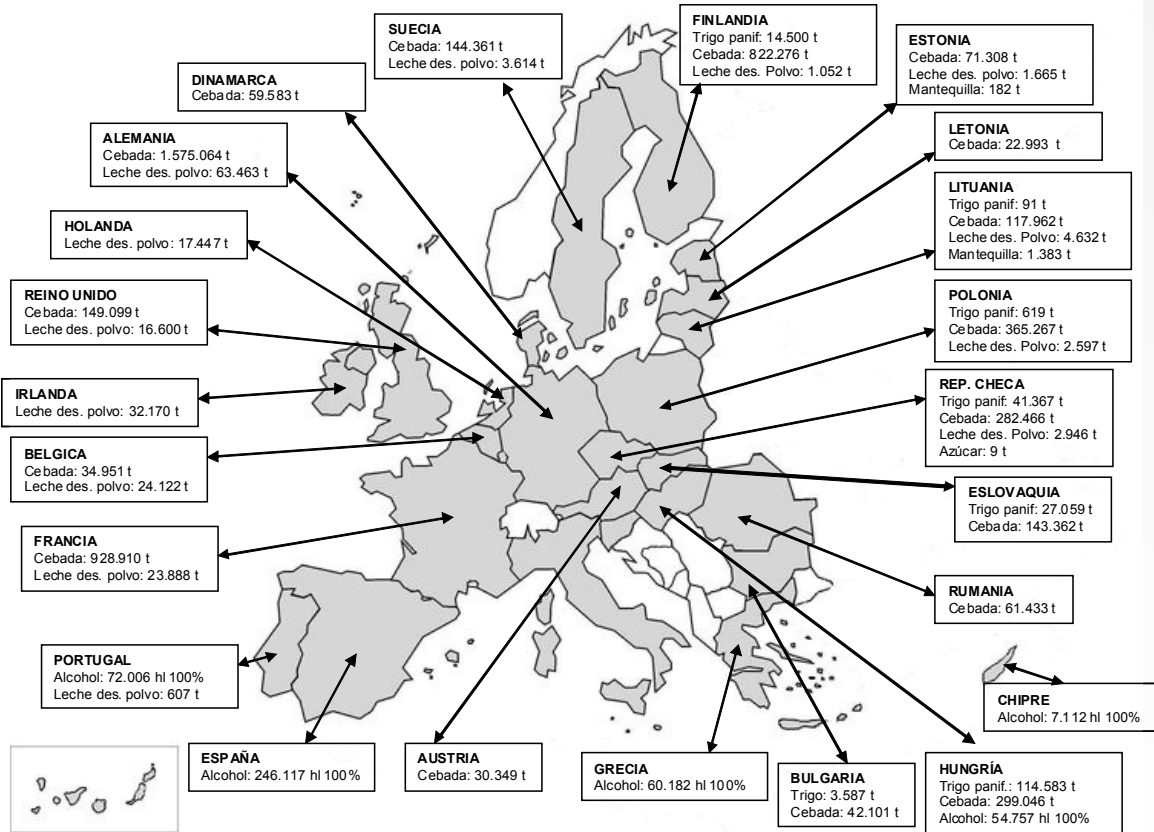 SUECIA
Cebada: 144.361 t
Leche des. polvo: 3.614 t
FINLANDIA
Trigo panif: 14.500 t
Cebada: 822.276 t
Leche des. Polvo: 1.052 t
ESTONIA
Cebada: 71.308 t
Leche des. polvo: 1.665 t
Mantequilla: 182 t
DINAMARCA
Cebada: 59.583 t
LETONIA
Cebada: 22.993 t
ALEMANIA
Cebada: 1.575.064 t
Leche des. polvo: 63.463 t
LITUANIA
Trigo panif: 91 t
Cebada: 117.962 t
Leche des. Polvo: 4.632 t
Mantequilla: 1.383 t
HOLANDA
Leche des. polvo: 17.447 t
REINO UNIDO
Cebada: 149.099 t
Leche des. polvo: 16.600 t
POLONIA
Trigo panif: 619 t
Cebada: 365.267 t
Leche des. Polvo: 2.597 t
IRLANDA
Leche des. polvo: 32.170 t
REP. CHECA
Trigo panif: 41.367 t
Cebada: 282.466 t
Leche des. Polvo: 2.946 t
Azúcar: 9 t
BELGICA
Cebada: 34.951 t
Leche des. polvo: 24.122 t
ESLOVAQUIA
Trigo panif: 27.059 t
Cebada: 143.362 t
FRANCIA
Cebada: 928.910 t
Leche des. polvo: 23.888 t
RUMANIA
Cebada: 61.433 t
PORTUGAL
Alcohol: 72.006 hl 100%
Leche des. polvo: 607 t
CHIPRE
Alcohol: 7.112 hl 100%
ESPAÑA
Alcohol: 246.117 hl 100%
AUSTRIA
Cebada: 30.349 t
GRECIA
Alcohol: 60.182 hl 100%
BULGARIA
Trigo: 3.587 t
Cebada: 42.101 t
HUNGRÍA
Trigo panif.: 114.583 t
Cebada: 299.046 t
Alcohol: 54.757 hl 100%